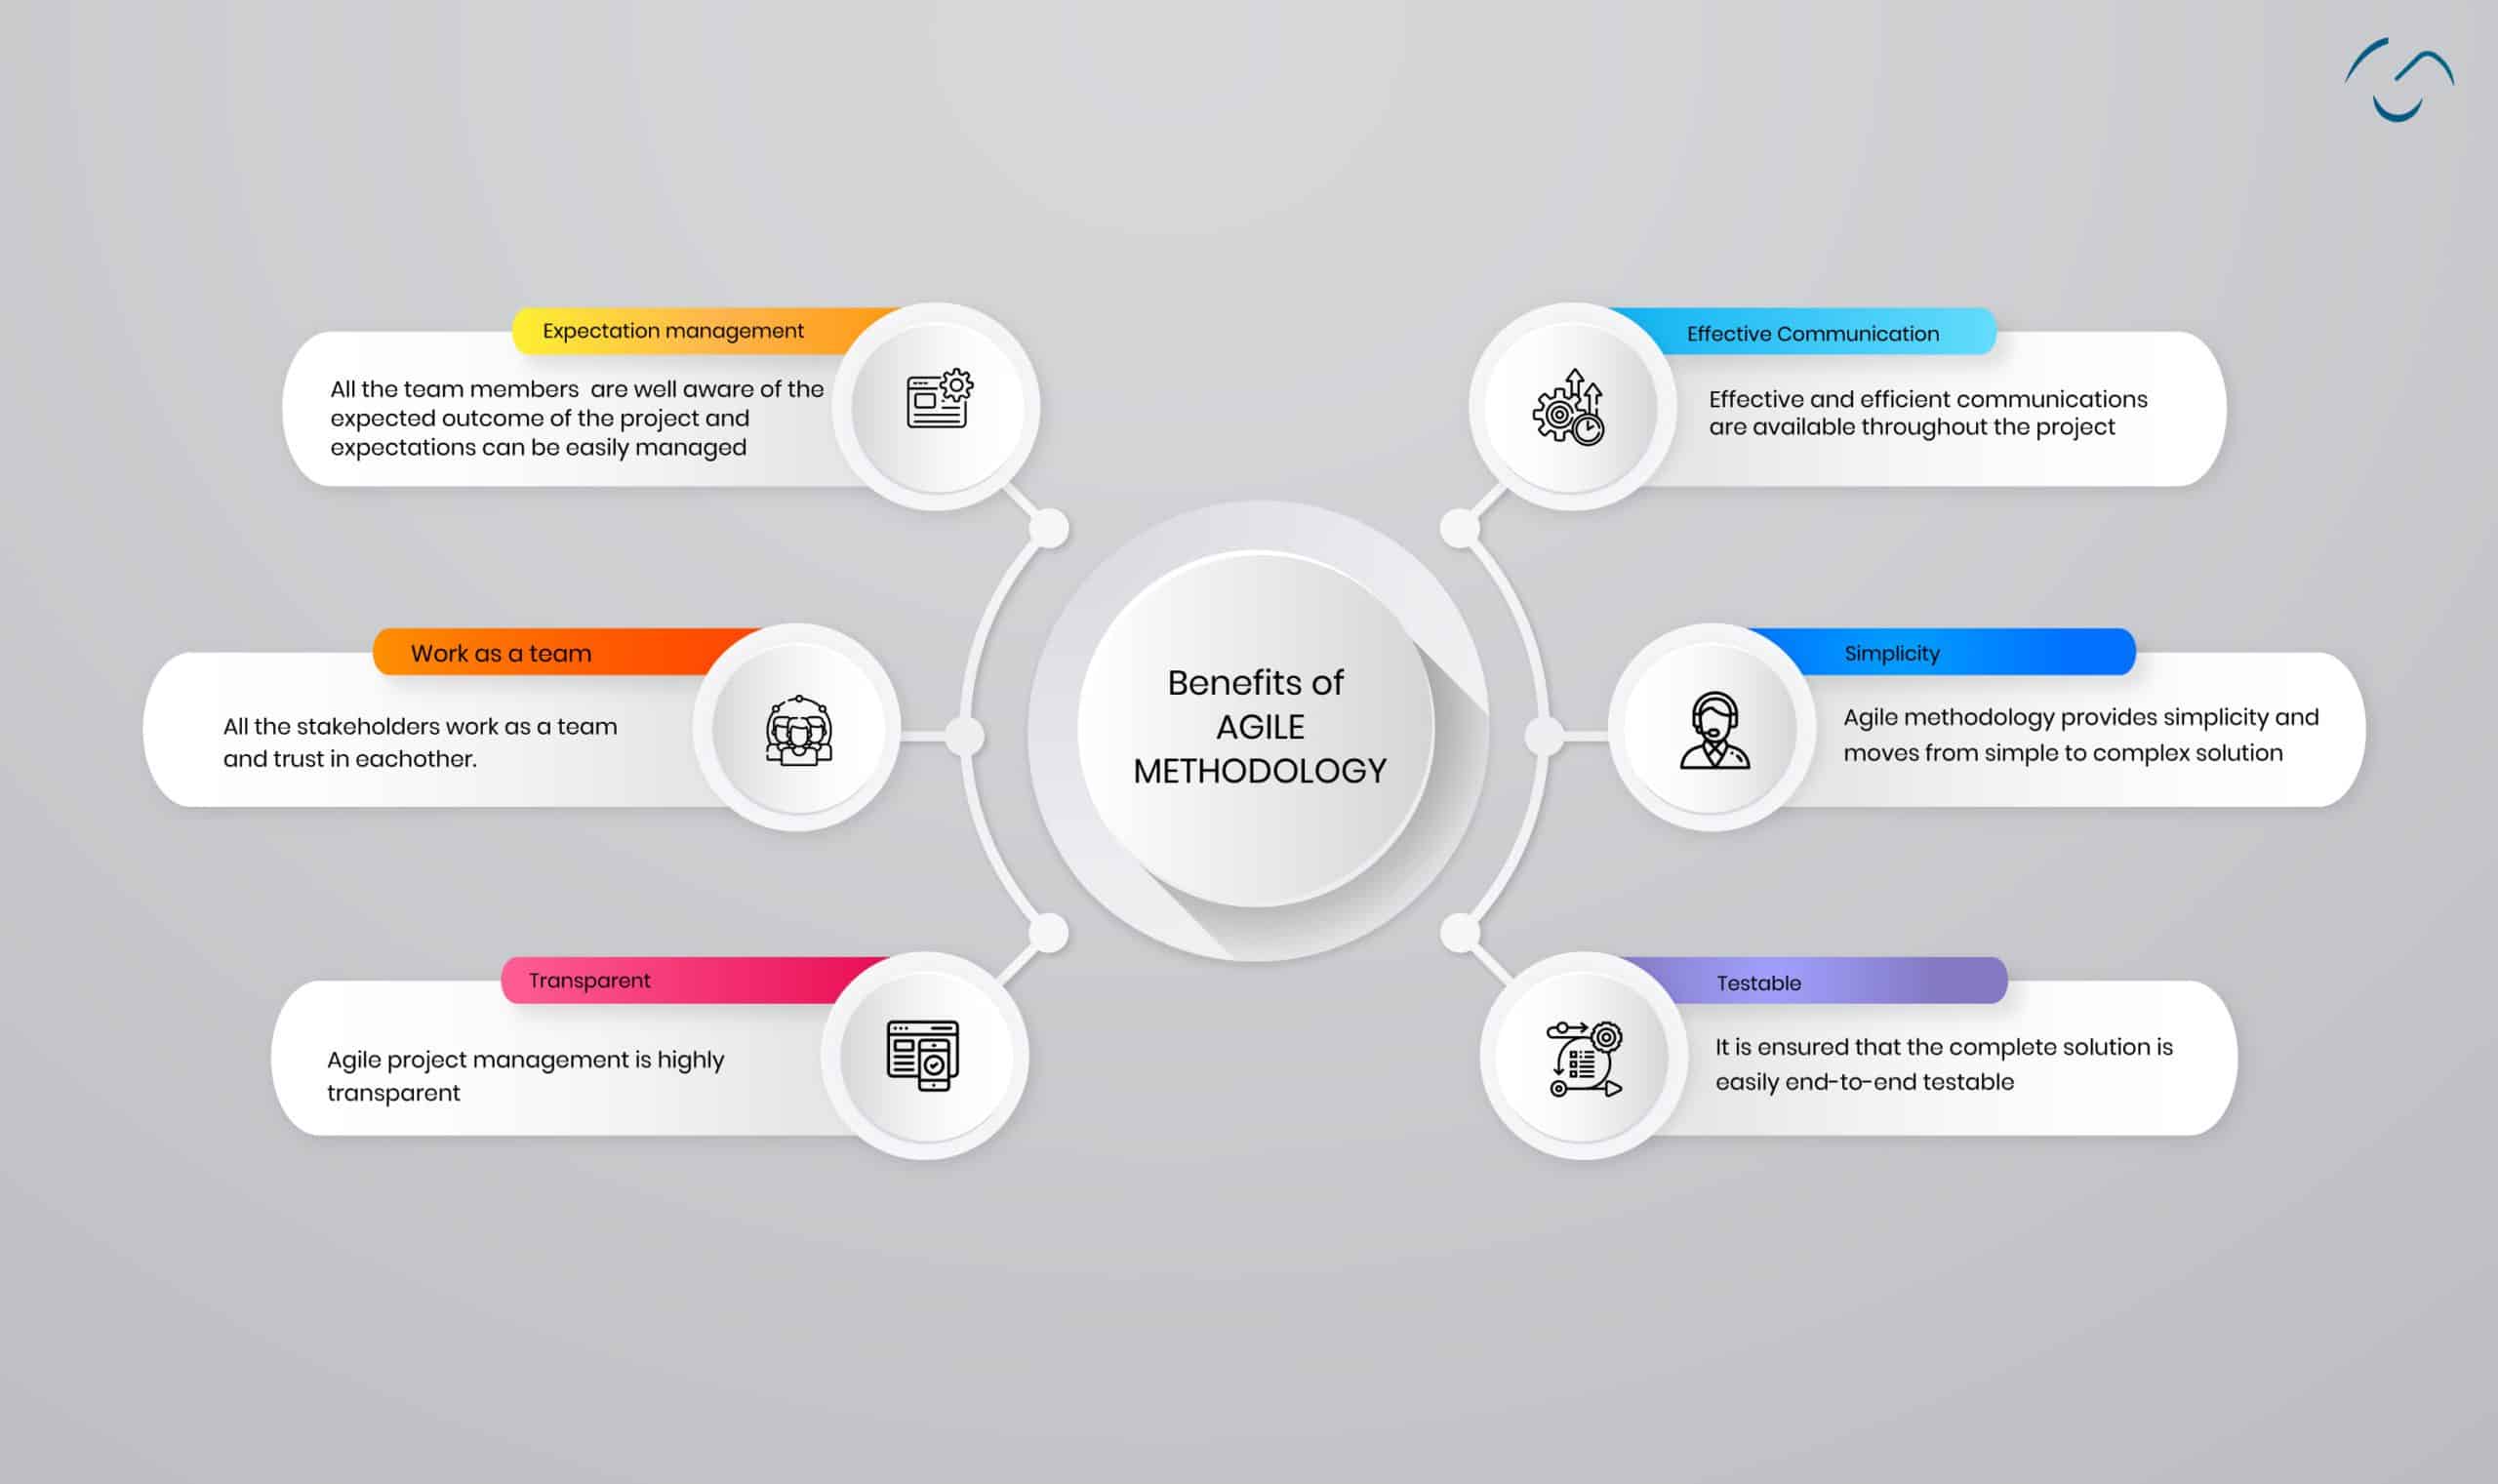 Expectation management
All the team members are well aware of the
expected outcome of the project and
expectations can be easily managed
Work as a team
All the stakeholders work as a team
and trust in eachother.
Transparent
Agile project management is highly
transparent
Benefits of
AGILE
METHODOLOGY
Effective Communication
Effective and efficient communications
are available throughout the project
Simplicity
Agile methodology provides simplicity and
moves from simple to complex solution
Testable
It is ensured that the complete solution is
easily end-to-end testable